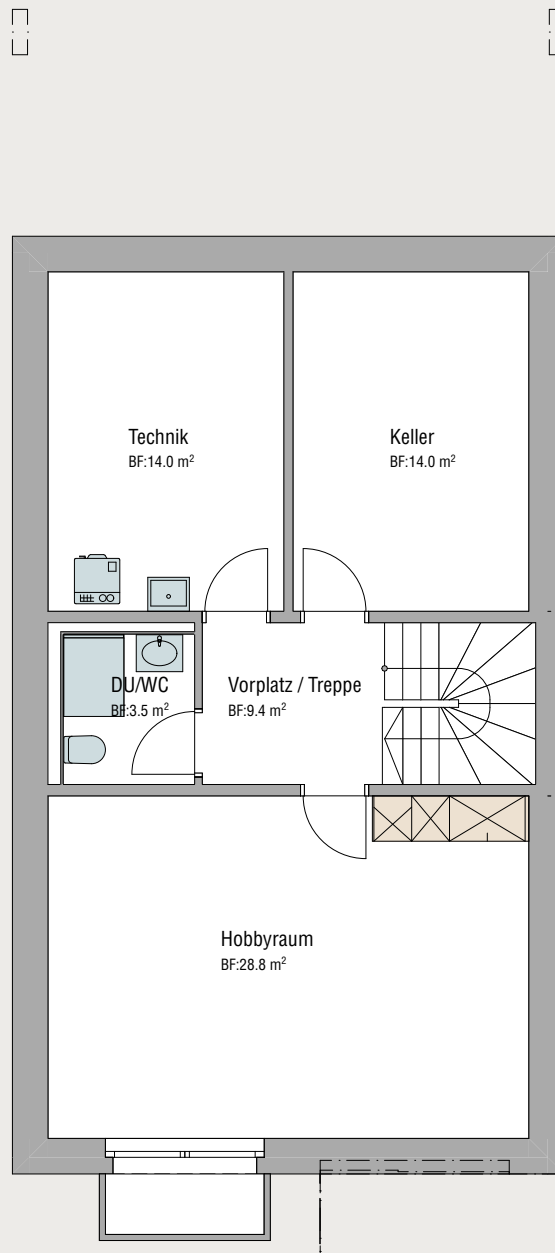 Technik
BF:14.0 m²
Keller
BF:14.0 m²
DU/WC
BF:3.5 m²
Vorplatz / Treppe
BF:9.4 m²
Hobbyraum
BF:28.8 m²